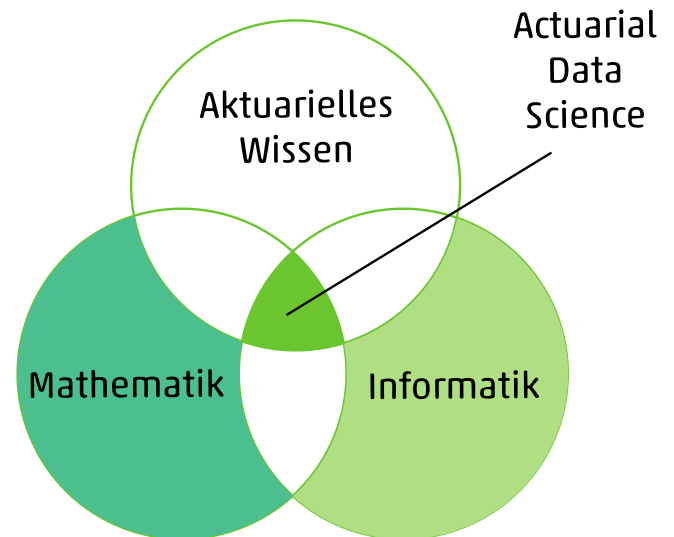 Actuarial
Data
Science
Aktuarielles
Wissen
Mathematik
Informatik